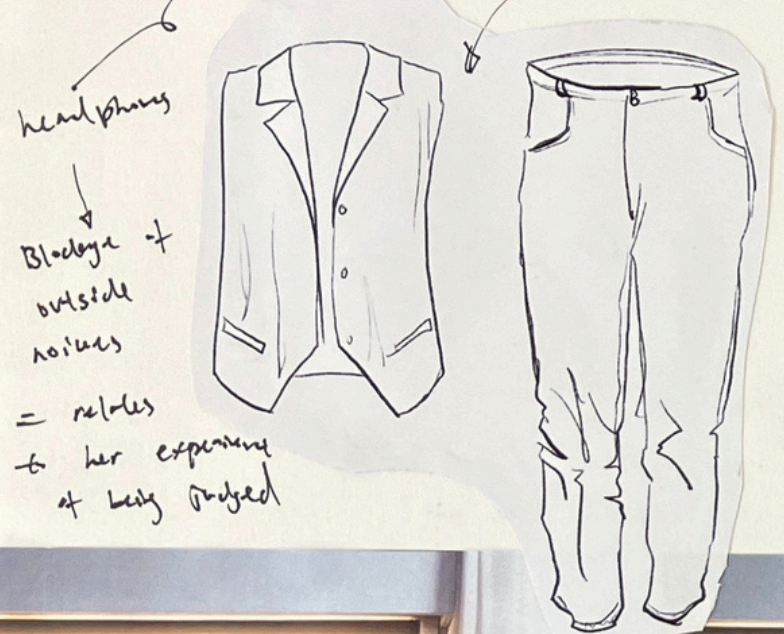 headphones
Blockage of
outside
noises
= relates
to her experience
of being judged